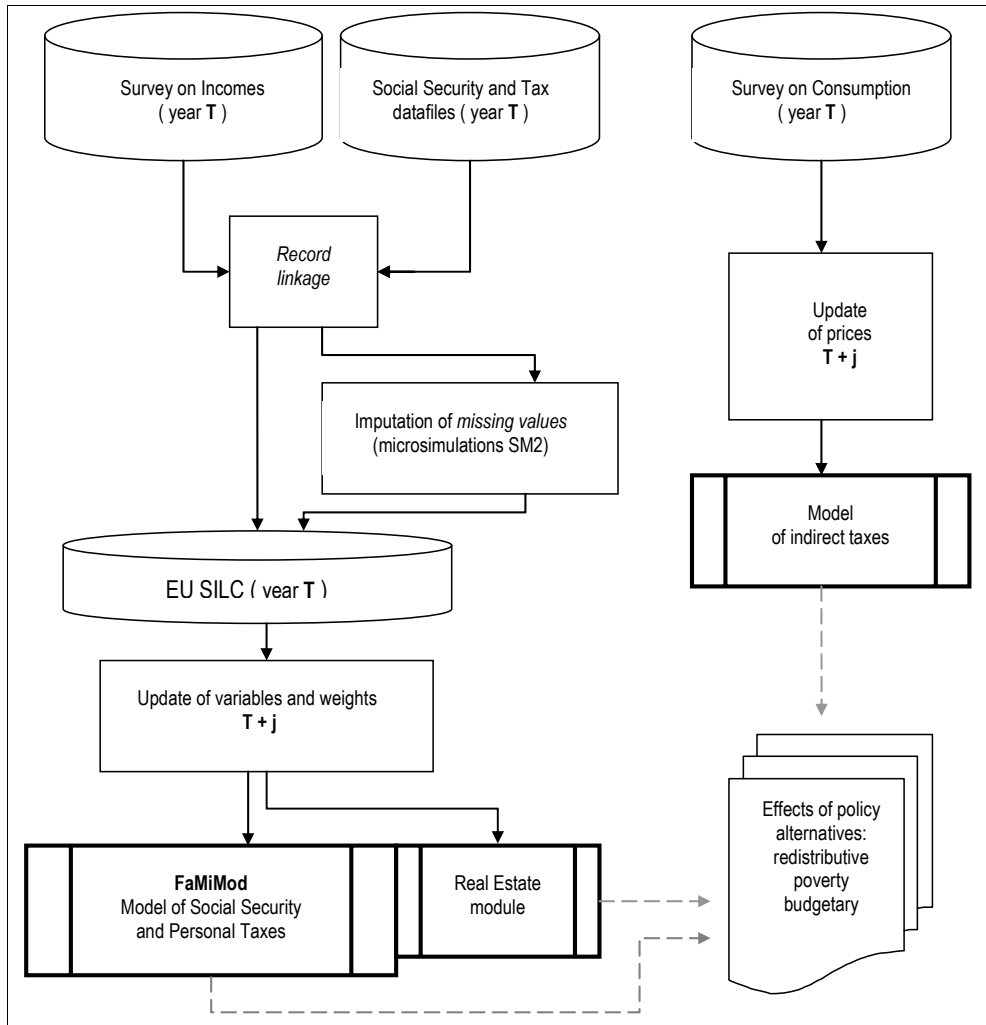 Survey on Incomes
( year T )
Social Security and Tax
datafiles ( year T )
Survey on Consumption
( year T )
Record
linkage
Update
of prices
T + j
Imputation of missing values
(microsimulations SM2)
Model
of indirect taxes
EU SILC ( year T )
Update of variables and weights
T + j
Effects of policy
alternatives:
redistributive
poverty
budgetary
FaMiMod
Model of Social Security
and Personal Taxes
Real Estate
module